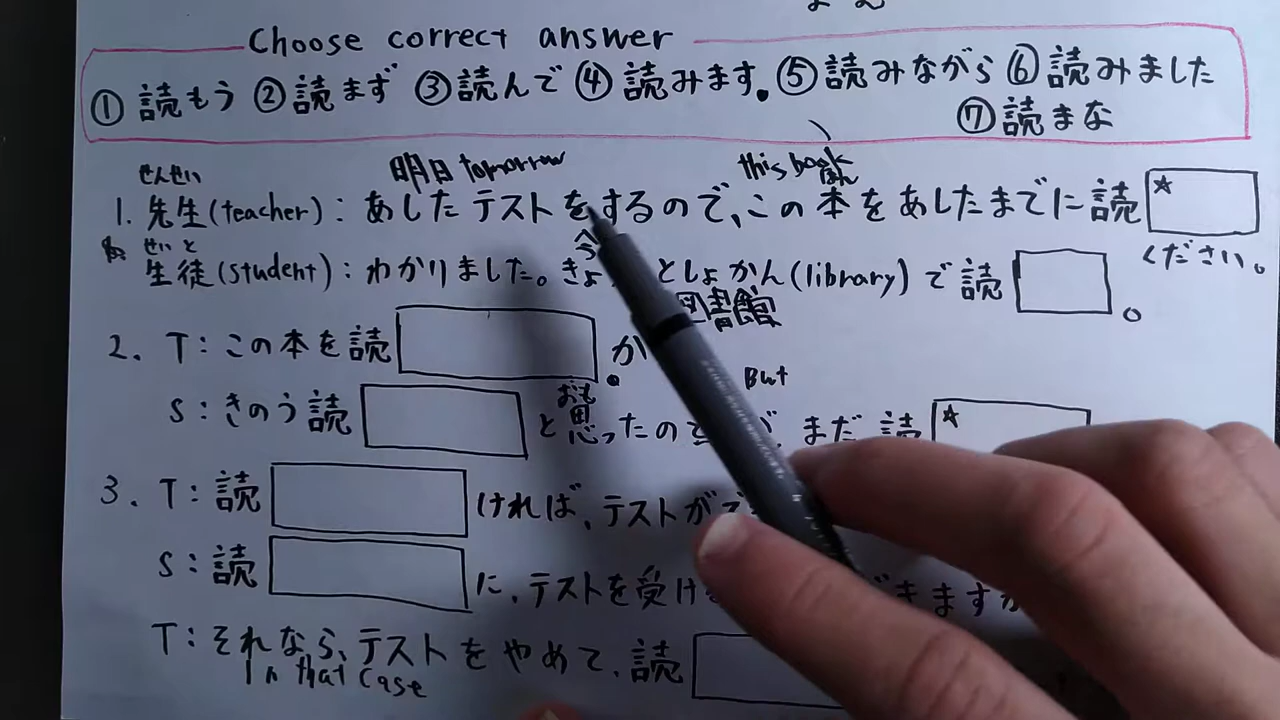 Choose correct answer
① 読もう ② 読まず ③ 読んで ④ 読みます。 ⑤ 読みながら ⑥ 読みました
⑦ 読まな
せんせい 明日 tomorrow this book ほん
1. 先生(teacher): あしたテストをするので、この本をあしたまでに読 ★
せいと ください。
生徒(student): わかりました。きょ としょかん(library)で読 。
図書館
2. T: この本を読 か
。
おも But
S: きのう読 と思ったので まだ読 ★
3. T: 読 ければ、テストが
S: 読 に、テストを受け きますか
T: それなら、テストをやめて、読
In that case